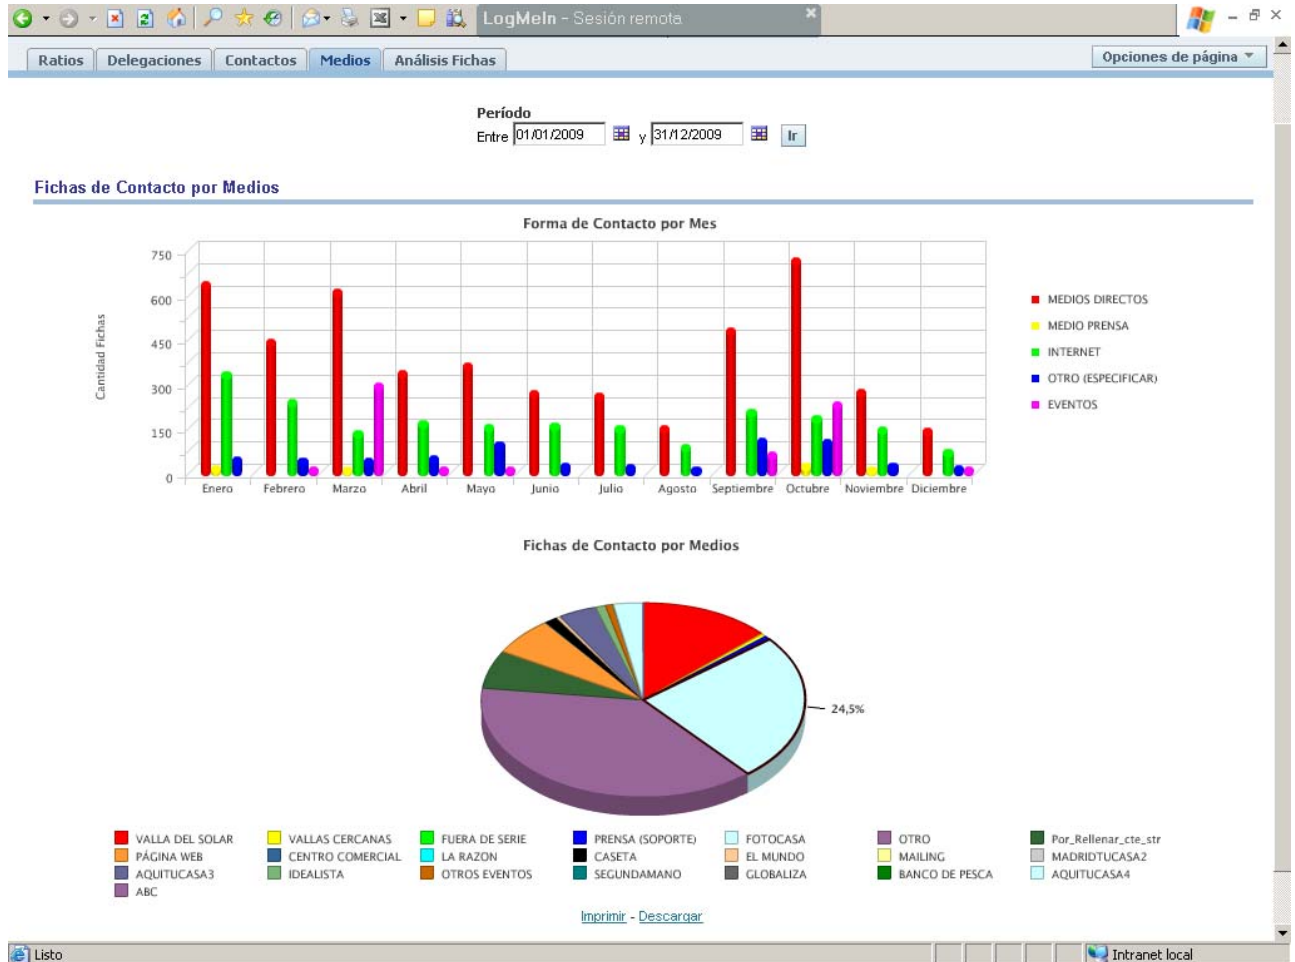 LogMeIn - Sesión remota
Ratios Delegaciones Contactos Medios Análisis Fichas Opciones de página
Período
Entre 01/01/2009 y 31/12/2009 Ir
Fichas de Contacto por Medios
Forma de Contacto por Mes
Cantidad Fichas
750
600
450
300
150
0
Enero Febrero Marzo Abril Mayo Junio Julio Agosto Septiembre Octubre Noviembre Diciembre
MEDIOS DIRECTOS
MEDIO PRENSA
INTERNET
OTRO (ESPECIFICAR)
EVENTOS
Fichas de Contacto por Medios
24,5%
VALLA DEL SOLAR VALLAS CERCANAS FUERA DE SERIE PRENSA (SOPORTE) FOTOCASA OTRO Por_Rellenar_cte_str
PÁGINA WEB CENTRO COMERCIAL LA RAZON CASETA EL MUNDO MAILING MADRIDTUCASA2
AQUITUCASA3 IDEALISTA OTROS EVENTOS SEGUNDAMANO GLOBALIZA BANCO DE PESCA AQUITUCASA4
ABC
Imprimir - Descargar
Listo Intranet local